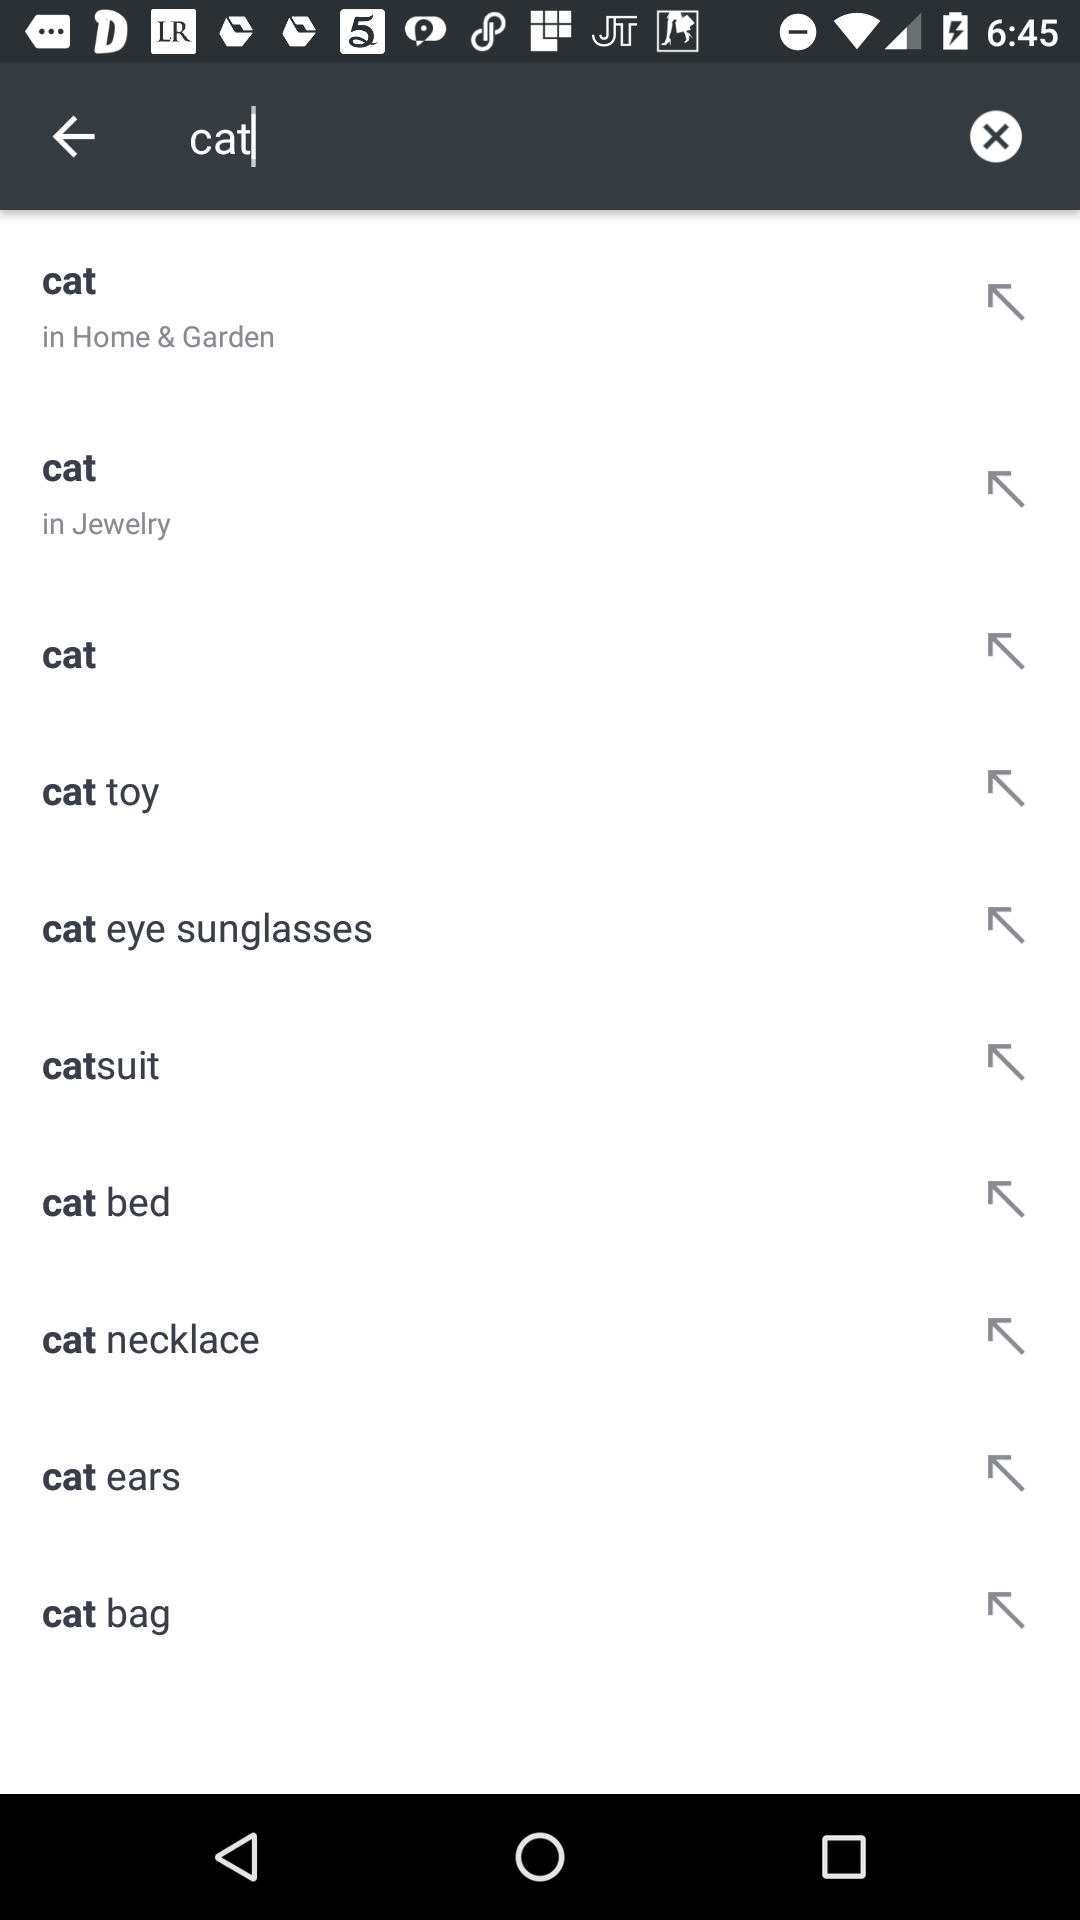 LR 5 JT 6:45
cat
cat
in Home & Garden
cat
in Jewelry
cat
cat toy
cat eye sunglasses
catsuit
cat bed
cat necklace
cat ears
cat bag